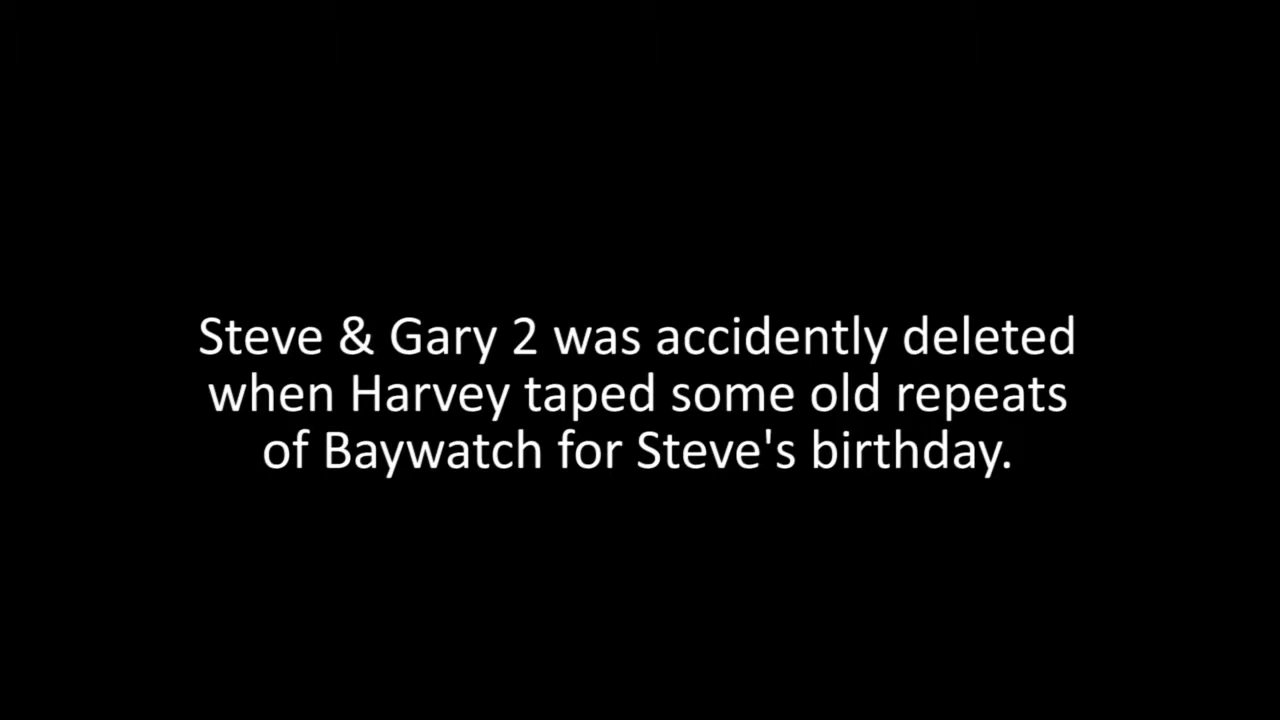 Steve & Gary 2 was accidently deleted
when Harvey taped some old repeats
of Baywatch for Steve's birthday.